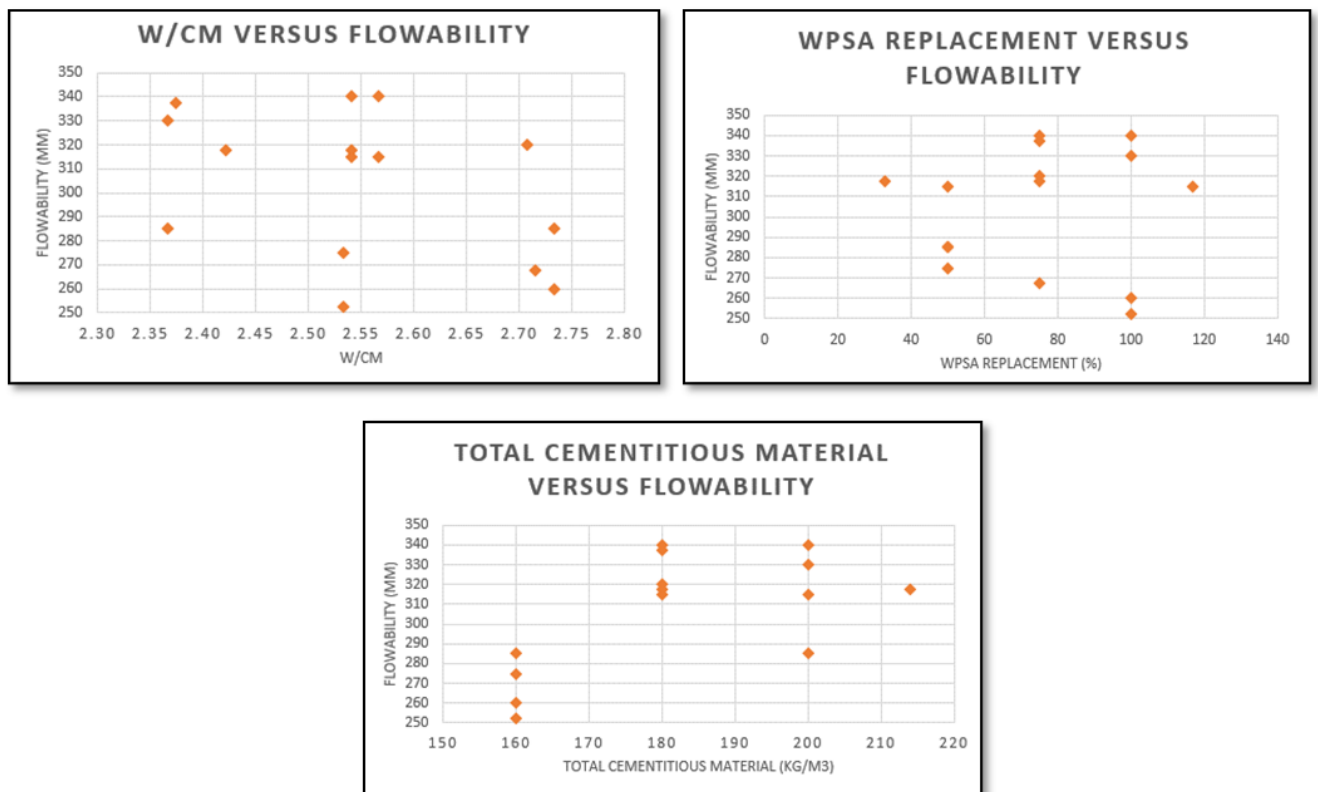 W/CM VERSUS FLOWABILITY
FLOWABILITY (MM)
350
340
330
320
310
300
290
280
270
260
250
2.30 2.35 2.40 2.45 2.50 2.55 2.60 2.65 2.70 2.75 2.80
W/CM
WPSA REPLACEMENT VERSUS
FLOWABILITY
FLOWABILITY (MM)
350
340
330
320
310
300
290
280
270
260
250
0 20 40 60 80 100 120 140
WPSA REPLACEMENT (%)
TOTAL CEMENTITIOUS MATERIAL
VERSUS FLOWABILITY
FLOWABILITY (MM)
350
340
330
320
310
300
290
280
270
260
250
150 160 170 180 190 200 210 220
TOTAL CEMENTITIOUS MATERIAL (KG/M3)